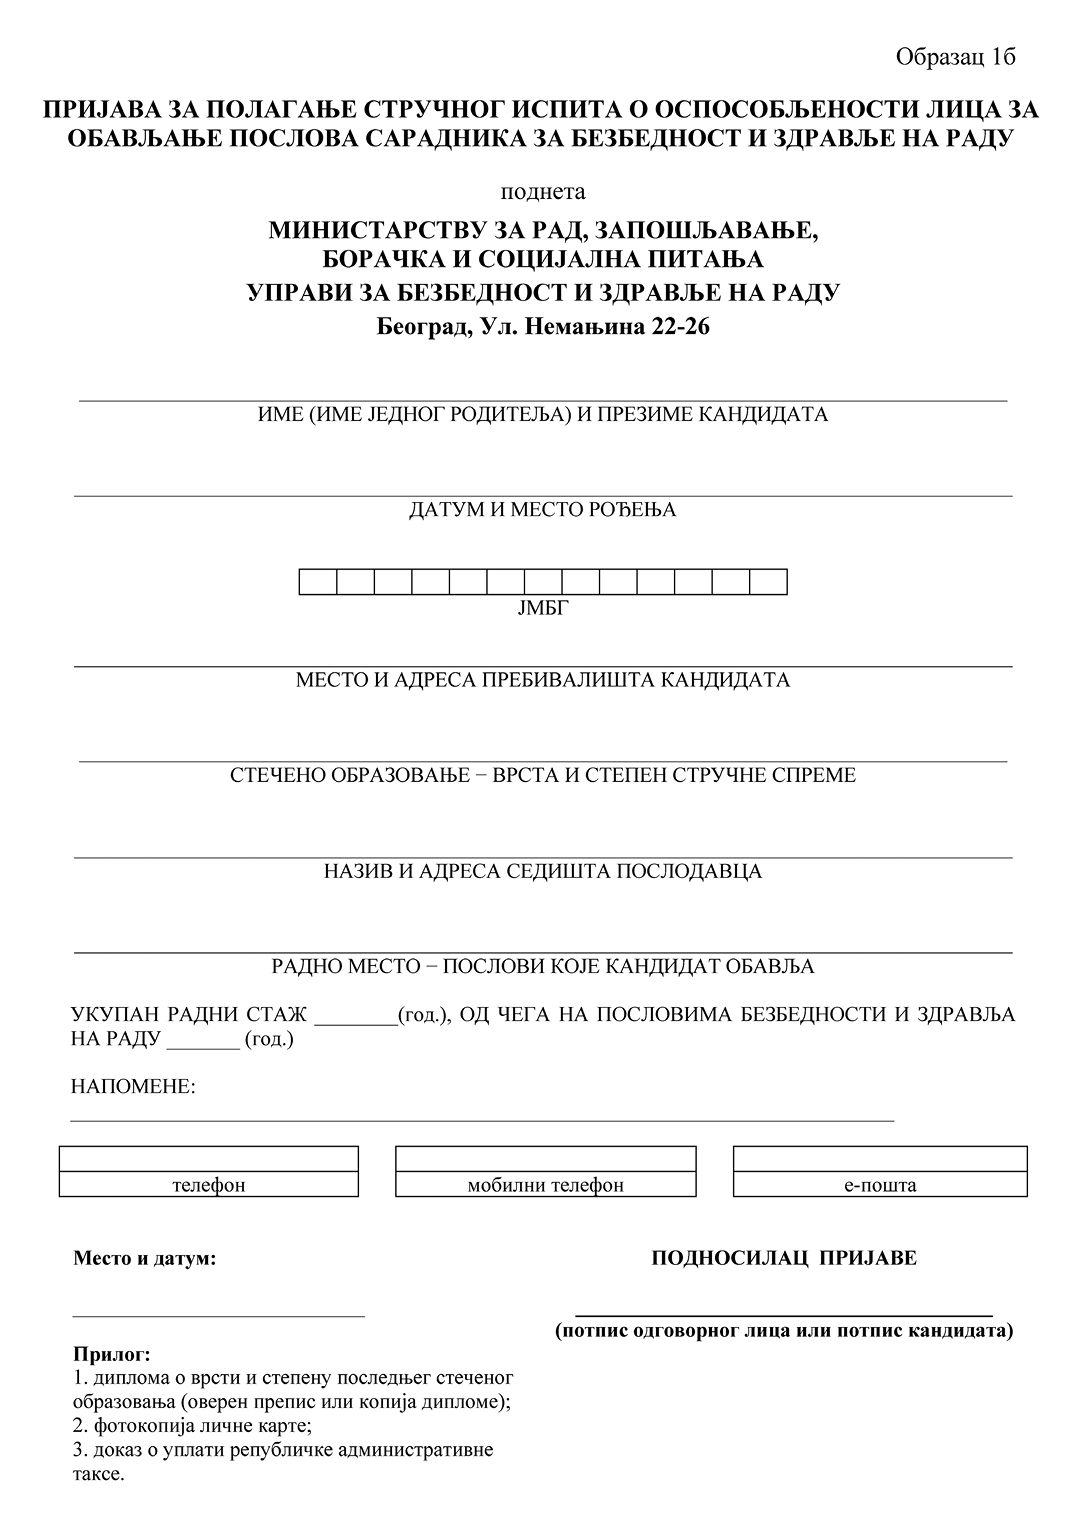 Образац 1б
ПРИЈАВА ЗА ПОЛАГАЊЕ СТРУЧНОГ ИСПИТА О ОСПОСОБЉЕНОСТИ ЛИЦА ЗА
ОБАВЉАЊЕ ПОСЛОВА САРАДНИКА ЗА БЕЗБЕДНОСТ И ЗДРАВЉЕ НА РАДУ
поднета
МИНИСТАРСТВУ ЗА РАД, ЗАПОШЉАВАЊЕ,
БОРАЧКА И СОЦИЈАЛНА ПИТАЊА
УПРАВИ ЗА БЕЗБЕДНОСТ И ЗДРАВЉЕ НА РАДУ
Београд, Ул. Немањина 22-26
ИМЕ (ИМЕ ЈЕДНОГ РОДИТЕЉА) И ПРЕЗИМЕ КАНДИДАТА
ДАТУМ И МЕСТО РОЂЕЊА
ЈМБГ
МЕСТО И АДРЕСА ПРЕБИВАЛИШТА КАНДИДАТА
СТЕЧЕНО ОБРАЗОВАЊЕ − ВРСТА И СТЕПЕН СТРУЧНЕ СПРЕМЕ
НАЗИВ И АДРЕСА СЕДИШТА ПОСЛОДАВЦА
РАДНО МЕСТО − ПОСЛОВИ КОЈЕ КАНДИДАТ ОБАВЉА
УКУПАН РАДНИ СТАЖ ________(год.), ОД ЧЕГА НА ПОСЛОВИМА БЕЗБЕДНОСТИ И ЗДРАВЉА
НА РАДУ _______ (год.)
НАПОМЕНЕ:
телефон
мобилни телефон
е-пошта
Место и датум:
ПОДНОСИЛАЦ ПРИЈАВЕ
(потпис одговорног лица или потпис кандидата)
Прилог:
1. диплома о врсти и степену последњег стеченог
образовања (оверен препис или копија дипломе);
2. фотокопија личне карте;
3. доказ о уплати републичке административне
таксе.